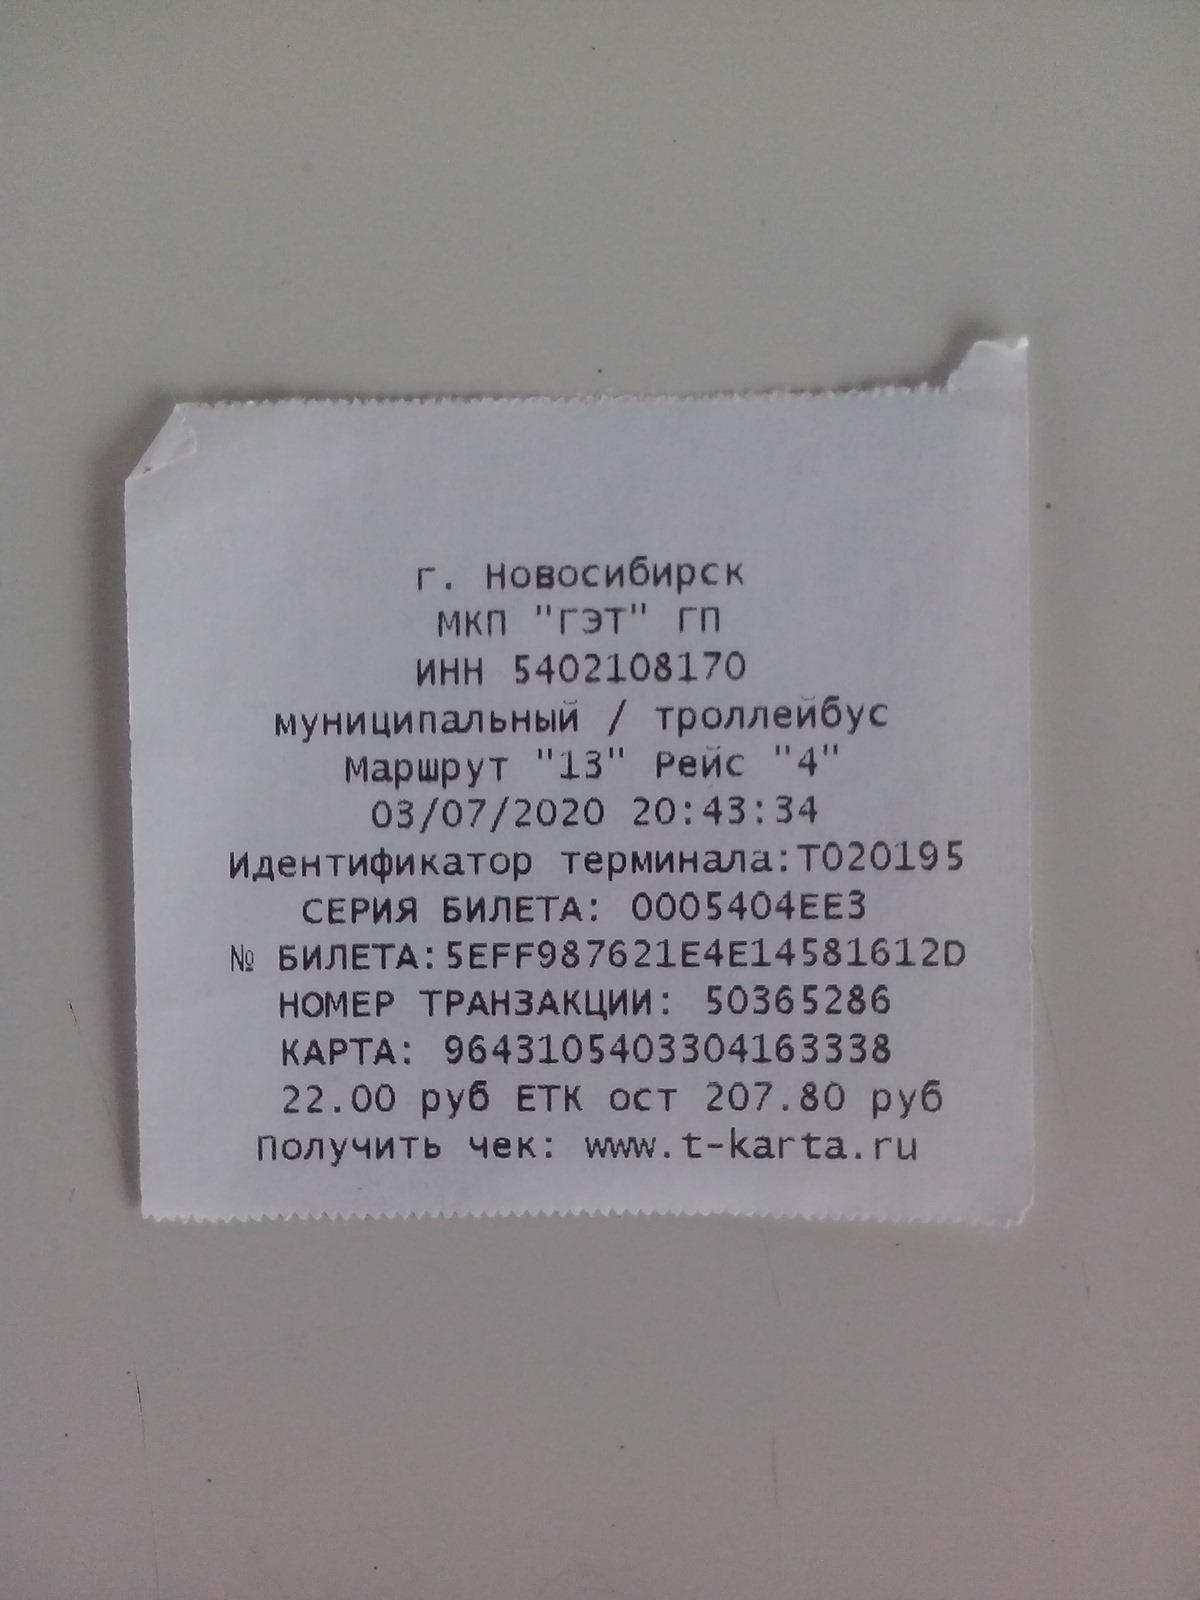 г. Новосибирск
МКП "ГЭТ" ГП
ИНН 5402108170
муниципальный / троллейбус
Маршрут "13" Рейс "4"
03/07/2020 20:43:34
Идентификатор терминала:T020195
СЕРИЯ БИЛЕТА: 0005404EE3
№ БИЛЕТА:5EFF987621E4E14581612D
НОМЕР ТРАНЗАКЦИИ: 50365286
КАРТА: 9643105403304163338
22.00 руб ЕТК ост 207.80 руб
Получить чек: www.t-karta.ru